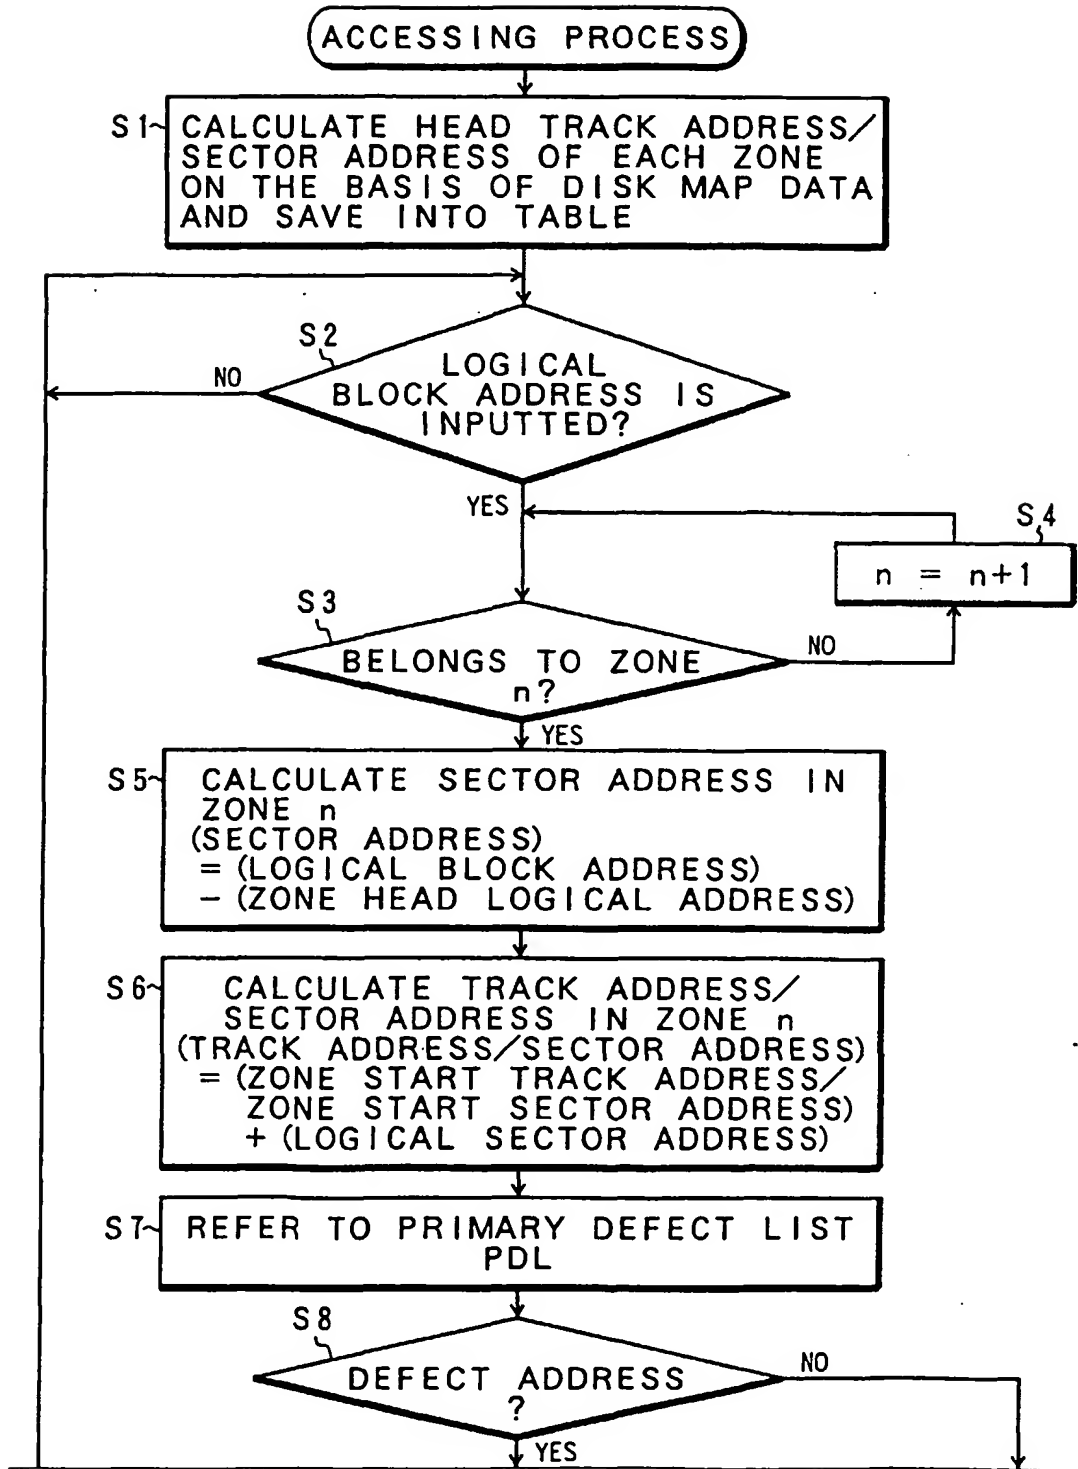 ACCESSING PROCESS
S1
CALCULATE HEAD TRACK ADDRESS/
SECTOR ADDRESS OF EACH ZONE
ON THE BASIS OF DISK MAP DATA
AND SAVE INTO TABLE
S2
LOGICAL
BLOCK ADDRESS IS
INPUTTED?
NO
YES
S4
n = n+1
S3
BELONGS TO ZONE
n?
NO
YES
S5
CALCULATE SECTOR ADDRESS IN
ZONE n
(SECTOR ADDRESS)
= (LOGICAL BLOCK ADDRESS)
- (ZONE HEAD LOGICAL ADDRESS)
S6
CALCULATE TRACK ADDRESS/
SECTOR ADDRESS IN ZONE n
(TRACK ADDRESS/SECTOR ADDRESS)
= (ZONE START TRACK ADDRESS/
ZONE START SECTOR ADDRESS)
+ (LOGICAL SECTOR ADDRESS)
S7
REFER TO PRIMARY DEFECT LIST
PDL
S8
DEFECT ADDRESS
?
NO
YES